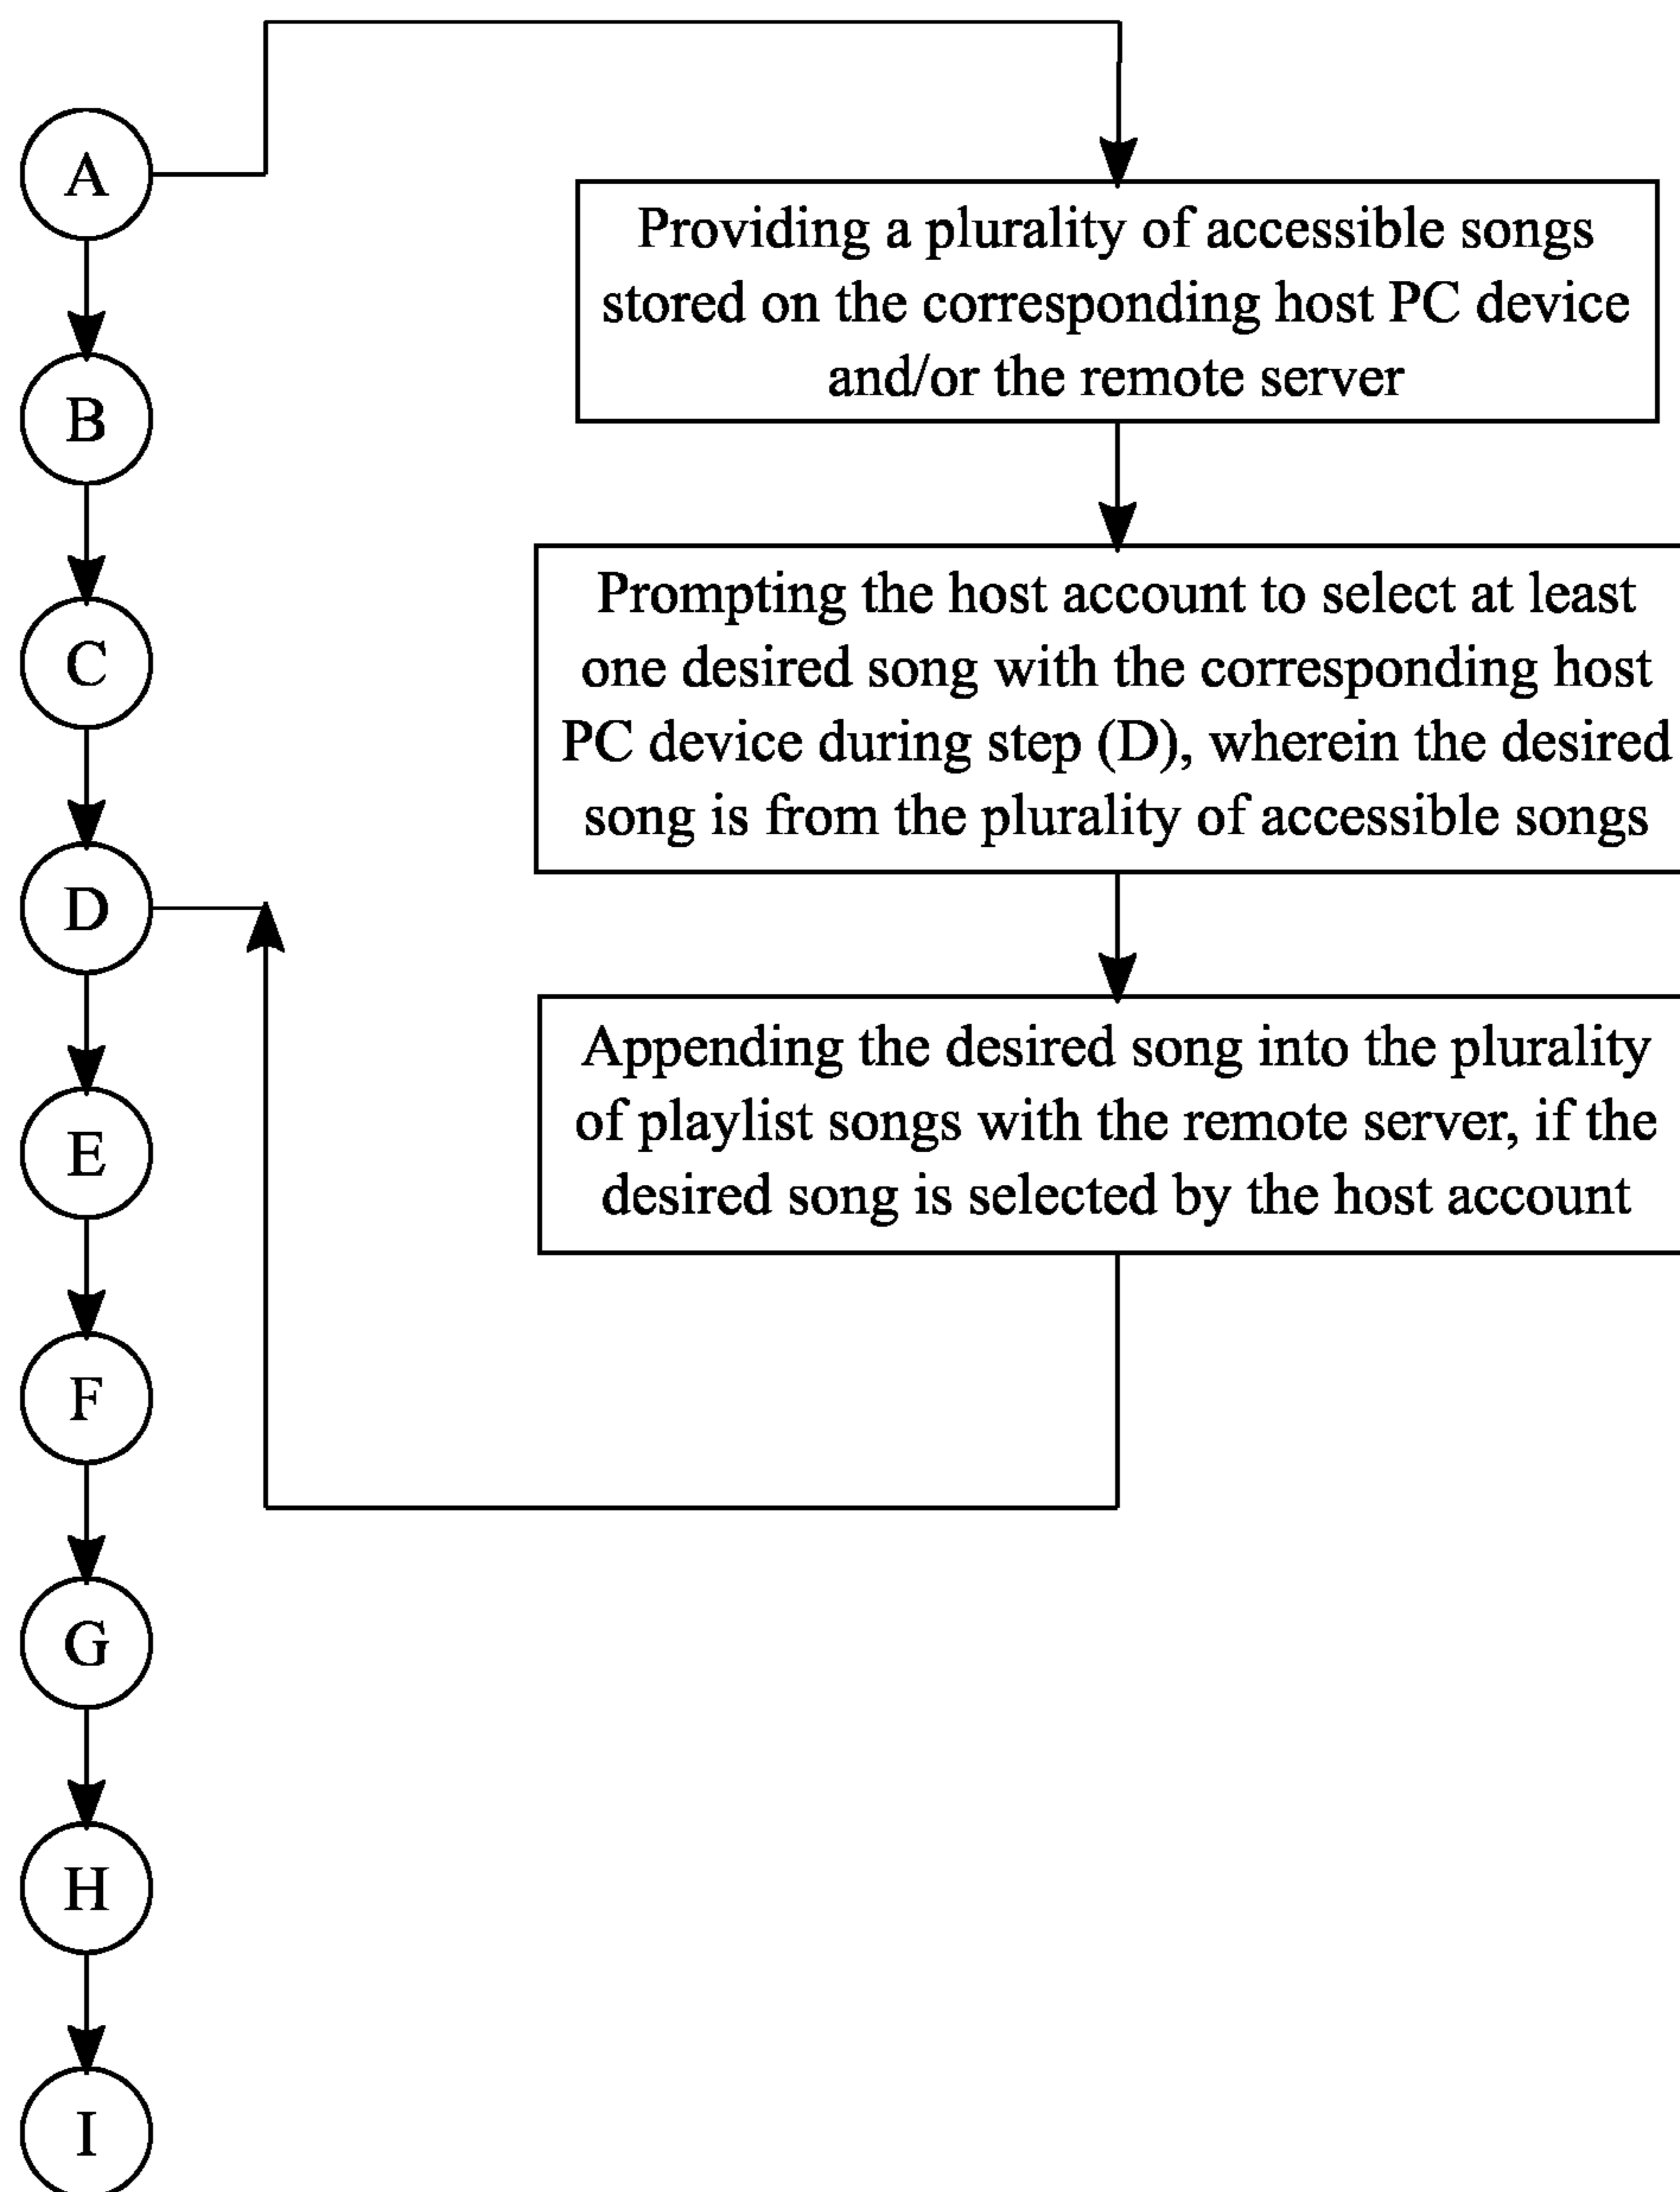 A
B
C
D
E
F
G
H
I
Providing a plurality of accessible songs
stored on the corresponding host PC device
and/or the remote server
Prompting the host account to select at least
one desired song with the corresponding host
PC device during step (D), wherein the desired
song is from the plurality of accessible songs
Appending the desired song into the plurality
of playlist songs with the remote server, if the
desired song is selected by the host account